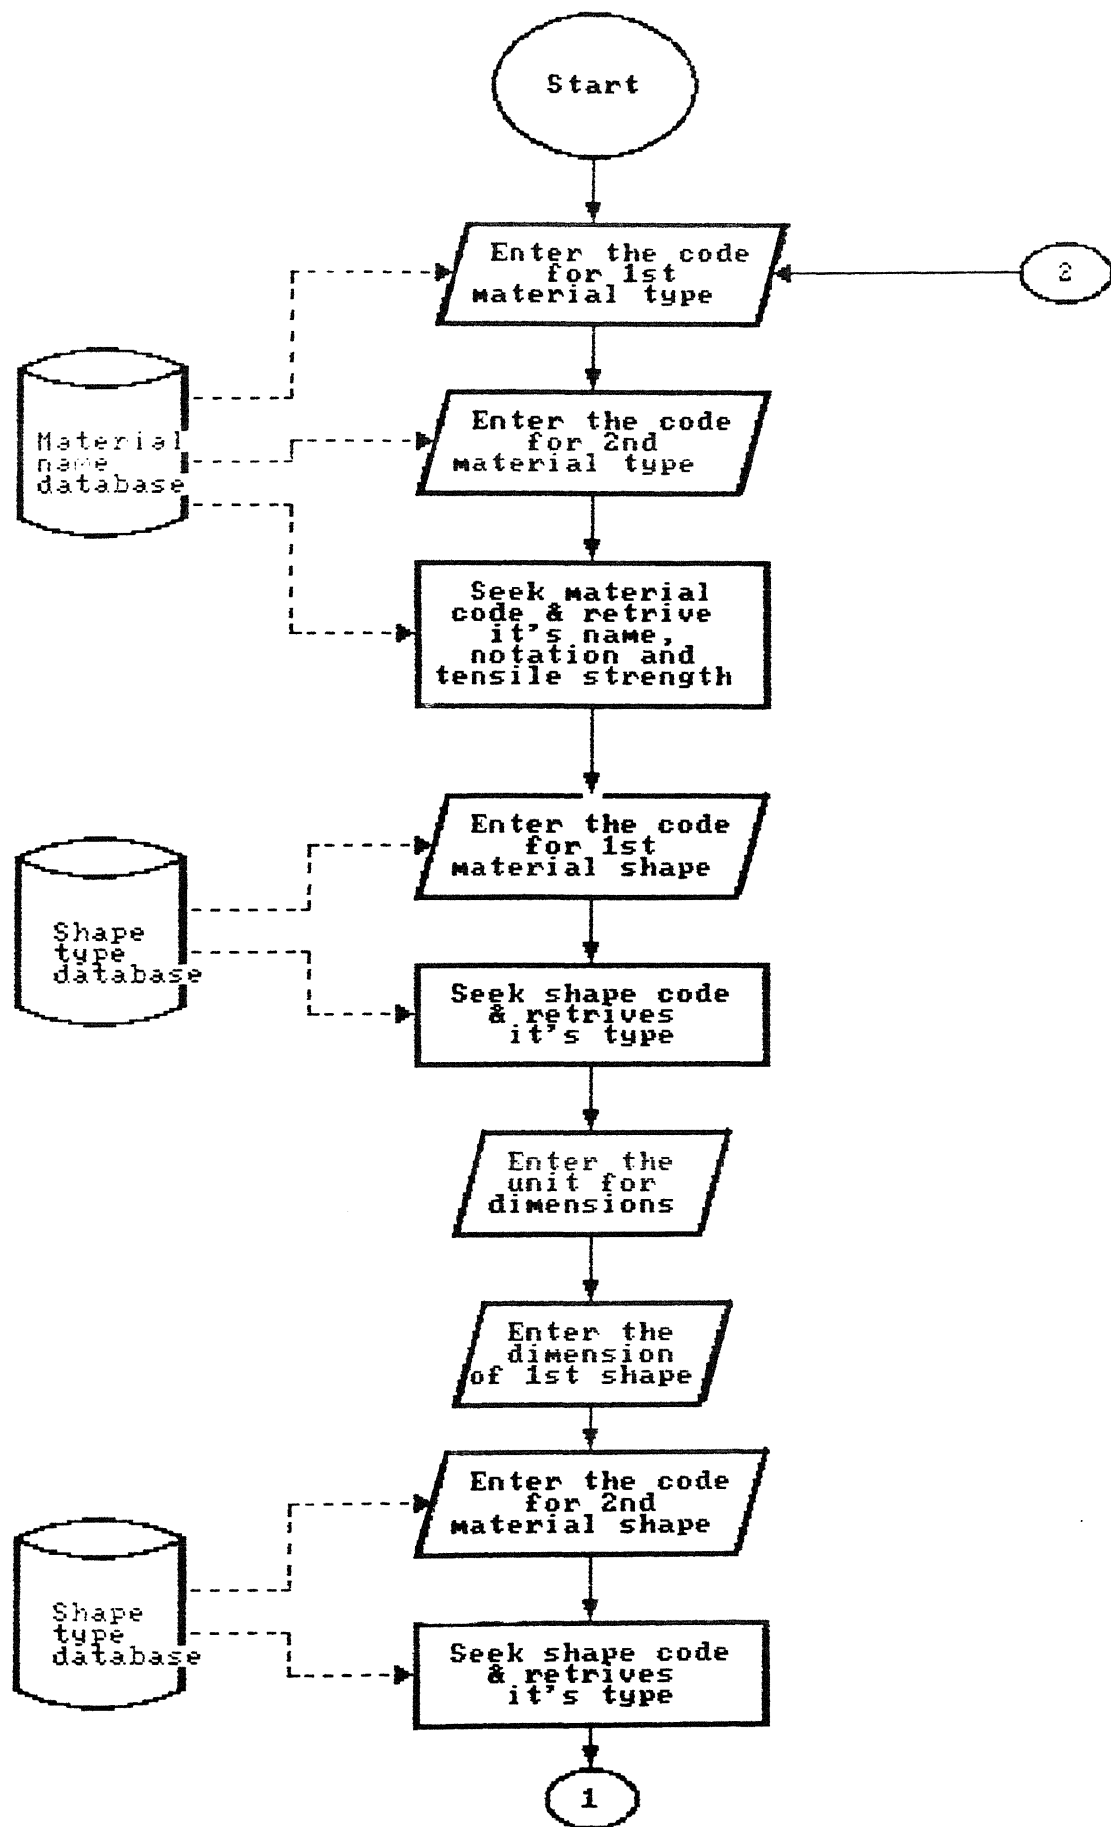 Start
Enter the code
for 1st
material type
2
Enter the code
for 2nd
material type
Material
name
database
Seek material
code & retrive
it's name,
notation and
tensile strength
Enter the code
for 1st
material shape
Shape
type
database
Seek shape code
& retrives
it's type
Enter the
unit for
dimensions
Enter the
dimension
of 1st shape
Enter the code
for 2nd
material shape
Shape
type
database
Seek shape code
& retrives
it's type
1